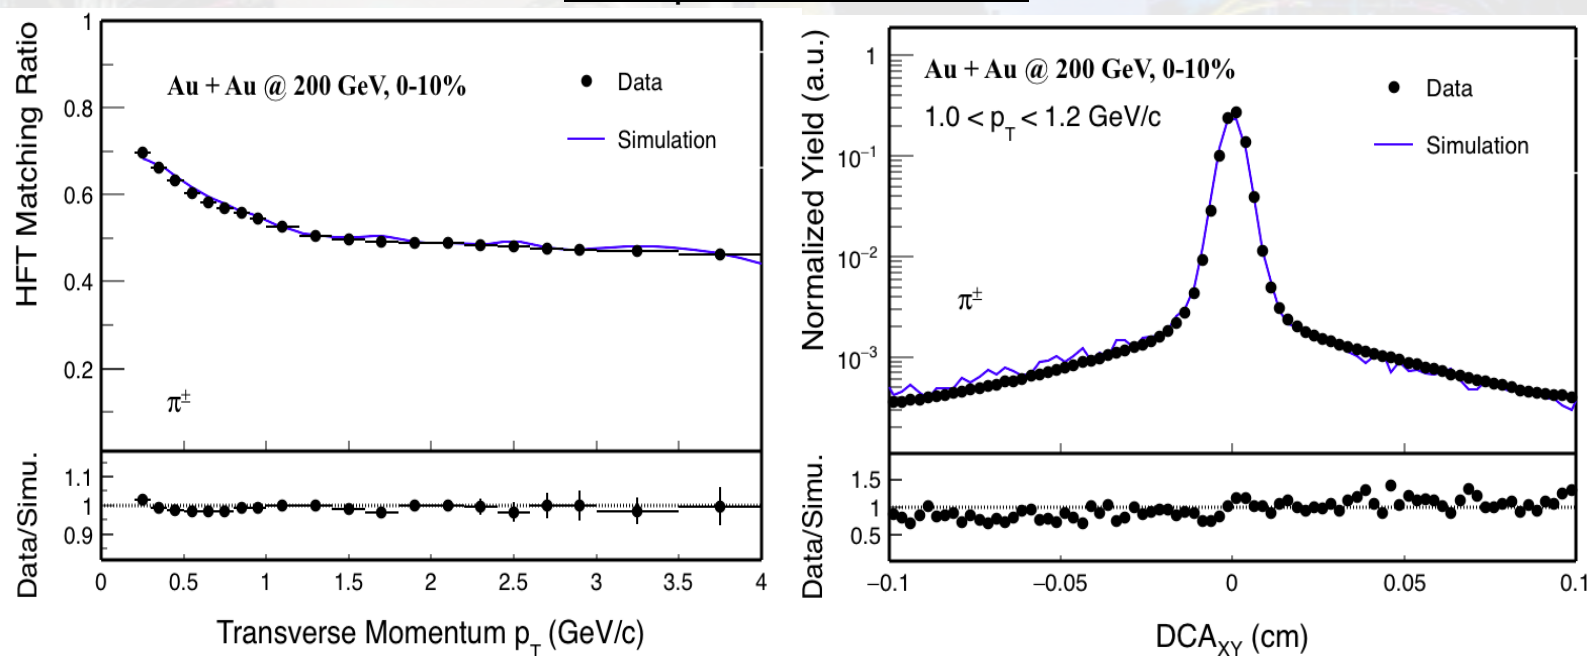 HFT Matching Ratio
1
0.8
0.6
0.4
0.2
Au + Au @ 200 GeV, 0-10%
Data
Simulation
π±
Data/Simu.
1.1
1
0.9
0 0.5 1 1.5 2 2.5 3 3.5 4
Transverse Momentum pT (GeV/c)
Normalized Yield (a.u.)
1
10−1
10−2
10−3
Au + Au @ 200 GeV, 0-10%
1.0 < pT < 1.2 GeV/c
Data
Simulation
π±
Data/Simu.
1.5
1
0.5
−0.1 −0.05 0 0.05 0.1
DCAXY (cm)